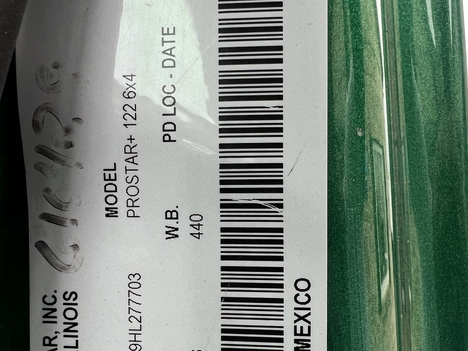 AR, INC.
LINOIS
MODEL
PROSTAR+ 122 6x4
9HL277703
W.B.
440
PD LOC - DATE
MEXICO